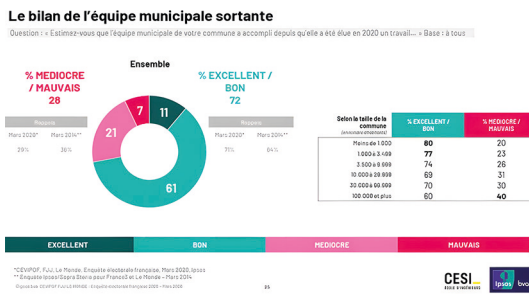 Le bilan de l'équipe municipale sortante
Question : « Estimez-vous que l'équipe municipale de votre commune a accompli depuis qu'elle a été élue en 2020 un travail... » Base : à tous
Ensemble
% MEDIOCRE
/ MAUVAIS
28
Rappels
Mars 2020* Mars 2014**
29% 36%
7
11
21
61
% EXCELLENT /
BON
72
Rappels
Mars 2020* Mars 2014**
71% 64%
Selon la taille de la
commune
% EXCELLENT /
BON
% MEDIOCRE /
MAUVAIS
Moins de 1.000 80 20
1.000 à 3.499 77 23
3.500 à 9.999 74 26
10.000 à 29.999 69 31
30.000 à 99.999 70 30
100.000 et plus 60 40
EXCELLENT BON MEDIOCRE MAUVAIS
*CEVIPOF, FJJ, Le Monde, Enquête électorale française, Mars 2020, Ipsos
** Enquête Ipsos/Sopra Steria pour France3 et Le Monde – Mars 2014
35
CESI
ÉCOLE D'INGÉNIEURS
Ipsos
bva